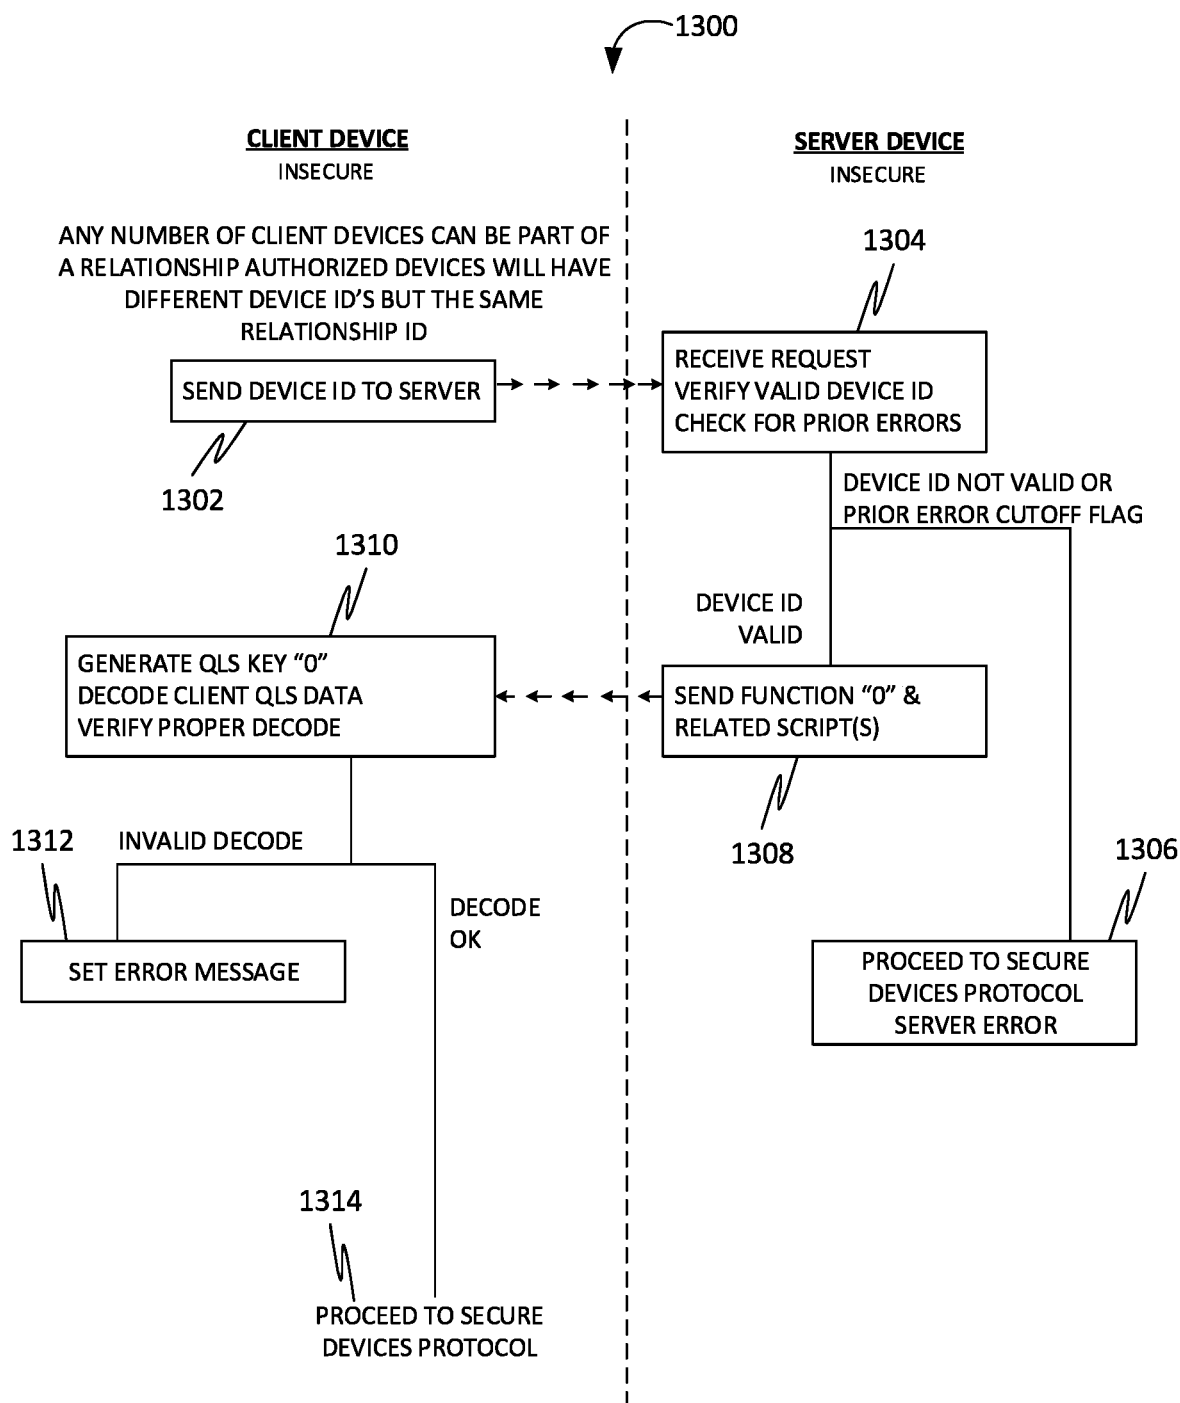 1300
CLIENT DEVICE
INSECURE
SERVER DEVICE
INSECURE
ANY NUMBER OF CLIENT DEVICES CAN BE PART OF
A RELATIONSHIP AUTHORIZED DEVICES WILL HAVE
DIFFERENT DEVICE ID’S BUT THE SAME
RELATIONSHIP ID
1304
SEND DEVICE ID TO SERVER
1302
RECEIVE REQUEST
VERIFY VALID DEVICE ID
CHECK FOR PRIOR ERRORS
DEVICE ID NOT VALID OR
PRIOR ERROR CUTOFF FLAG
DEVICE ID
VALID
1310
GENERATE QLS KEY “0”
DECODE CLIENT QLS DATA
VERIFY PROPER DECODE
SEND FUNCTION “0” &
RELATED SCRIPT(S)
1308
1312
INVALID DECODE
DECODE
OK
1306
SET ERROR MESSAGE
PROCEED TO SECURE
DEVICES PROTOCOL
SERVER ERROR
1314
PROCEED TO SECURE
DEVICES PROTOCOL